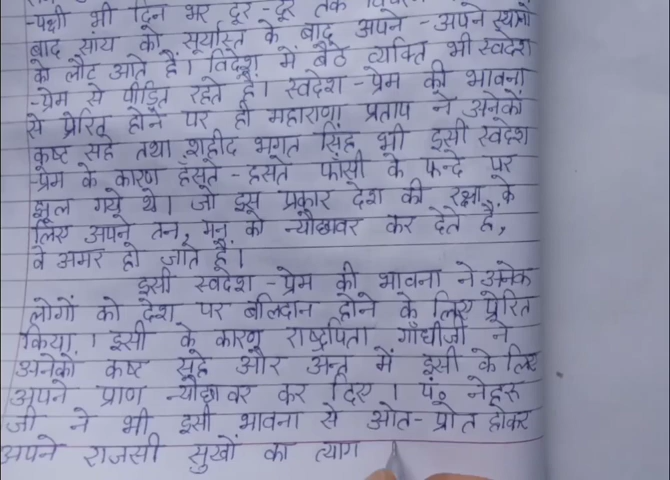 -पक्षी भी दिन भर दूर-दूर तक
बाद सांय को सूर्यास्त के बाद अपने-अपने स्थानों
को लौट आते हैं। विदेश में बैठे व्यक्ति भी स्वदेश
-प्रेम से पीड़ित रहते हैं। स्वदेश-प्रेम की भावना
से प्रेरित होने पर ही महाराणा प्रताप ने अनेकों
कष्ट सहे तथा शहीद भगत सिंह भी इसी स्वदेश
-प्रेम के कारण हँसते-हँसते फाँसी के फन्दे पर
झूल गये थे। जो इस प्रकार देश की रक्षा के
लिए अपने तन, मन को न्यौछावर कर देते हैं,
वे अमर हो जाते हैं।
इसी स्वदेश-प्रेम की भावना ने अनेक
लोगों को देश पर बलिदान होने के लिए प्रेरित
किया। इसी के कारण राष्ट्रपिता गाँधीजी ने
अनेकों कष्ट सहे और अन्त में इसी के लिए
अपने प्राण न्यौछावर कर दिए। पं० नेहरू
जी ने भी इसी भावना से ओत-प्रोत होकर
अपने राजसी सुखों का त्याग